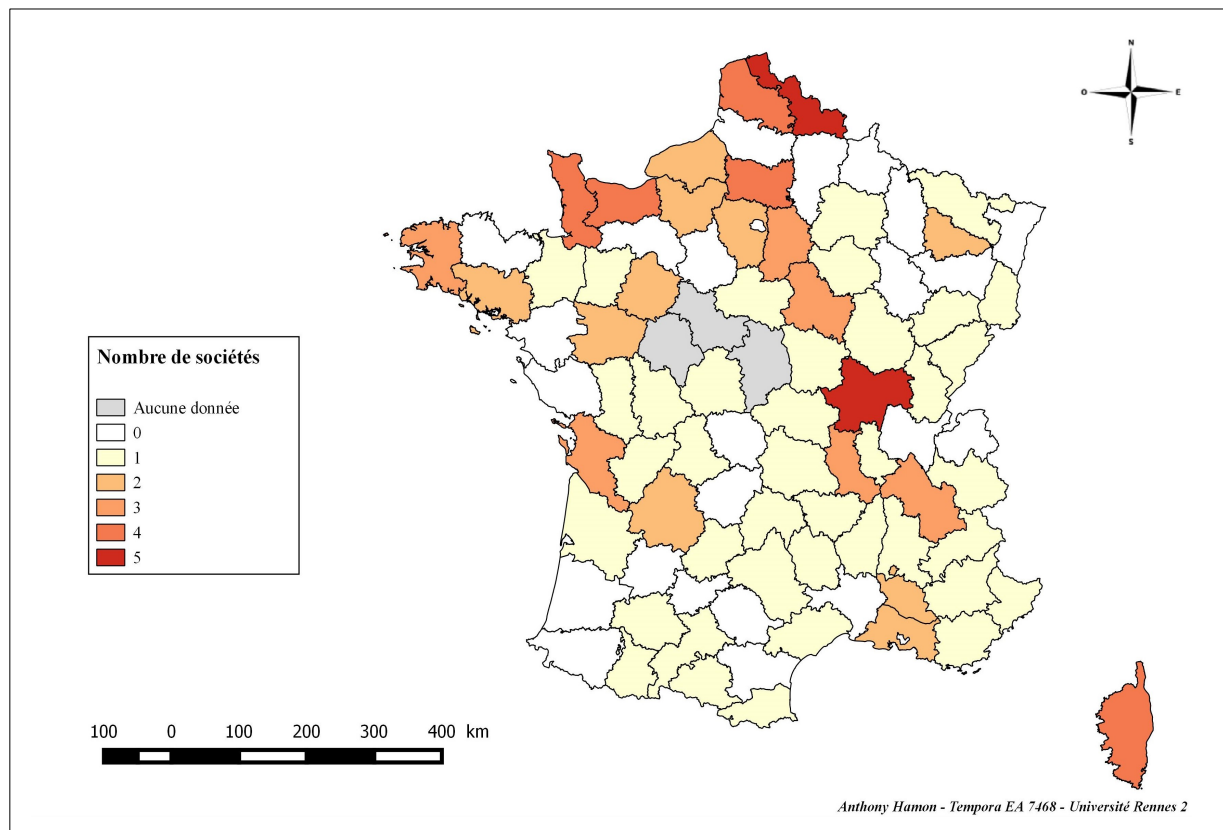 N
O E
S
Nombre de sociétés
Aucune donnée
0
1
2
3
4
5
100 0 100 200 300 400 km
Anthony Hamon - Tempora EA 7468 - Université Rennes 2